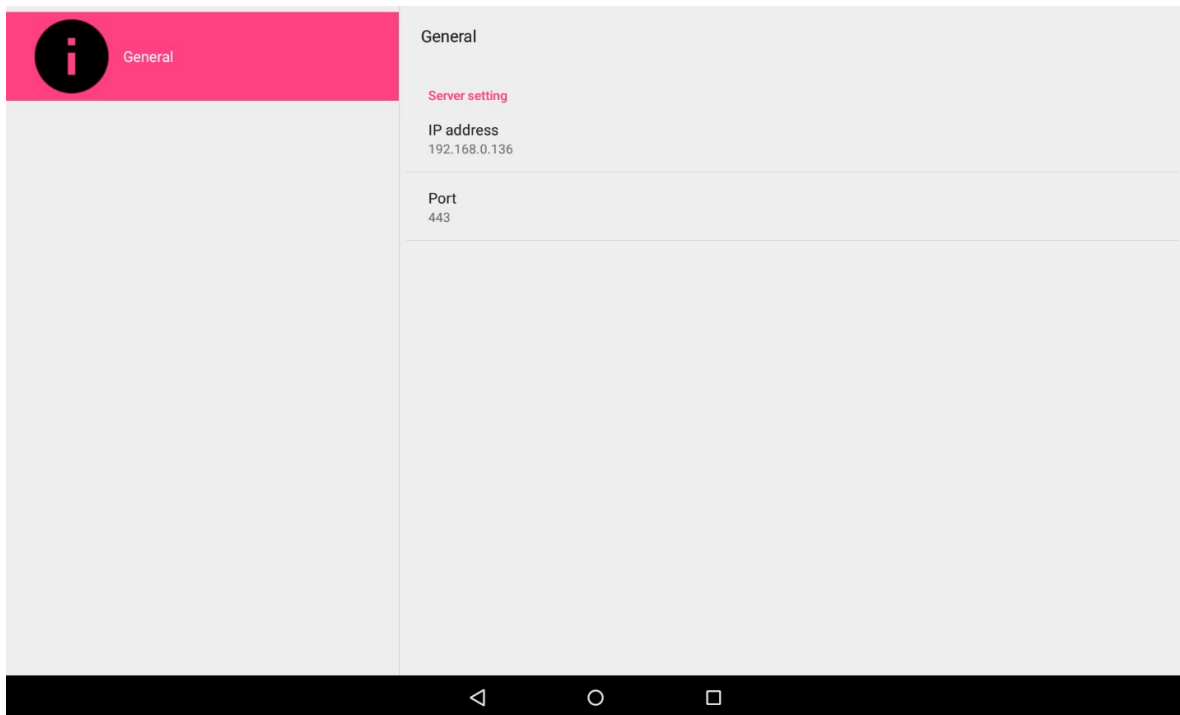 General
General
Server setting
IP address
192.168.0.136
Port
443